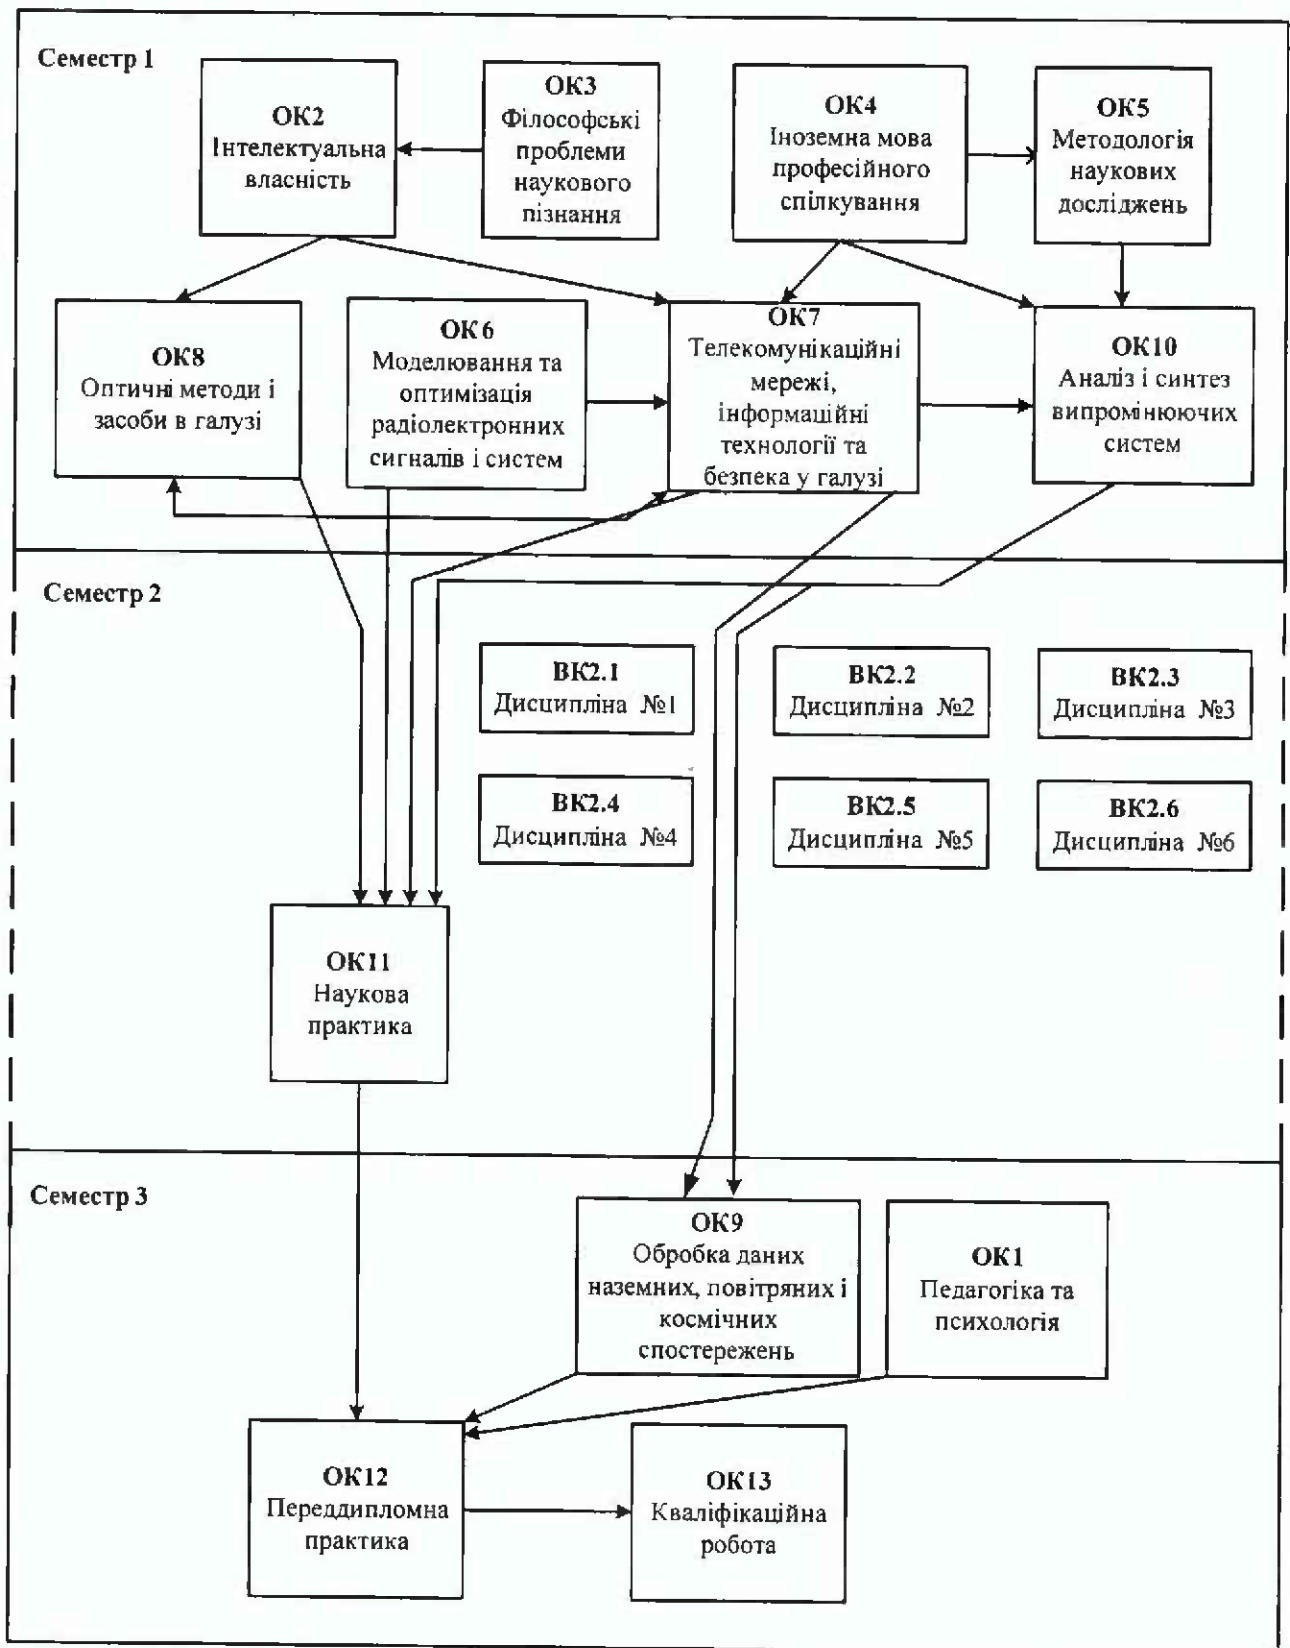 Семестр 1
ОК2
Інтелектуальна
власність
ОК3
Філософські
проблеми
наукового
пізнання
ОК4
Іноземна мова
професійного
спілкування
ОК5
Методологія
наукових
досліджень
ОК8
Оптичні методи і
засоби в галузі
ОК6
Моделювання та
оптимізація
радіолектронних
сигналів і систем
ОК7
Телекомунікаційні
мережі,
інформаційні
технології та
безпека у галузі
ОК10
Аналіз і синтез
випромінюючих
систем
Семестр 2
ВК2.1
Дисципліна №1
ВК2.2
Дисципліна №2
ВК2.3
Дисципліна №3
ВК2.4
Дисципліна №4
ВК2.5
Дисципліна №5
ВК2.6
Дисципліна №6
ОК11
Наукова
практика
Семестр 3
ОК9
Обробка даних
наземних, повітряних і
космічних
спостережень
ОК1
Педагогіка та
психологія
ОК12
Переддипломна
практика
ОК13
Кваліфікаційна
робота